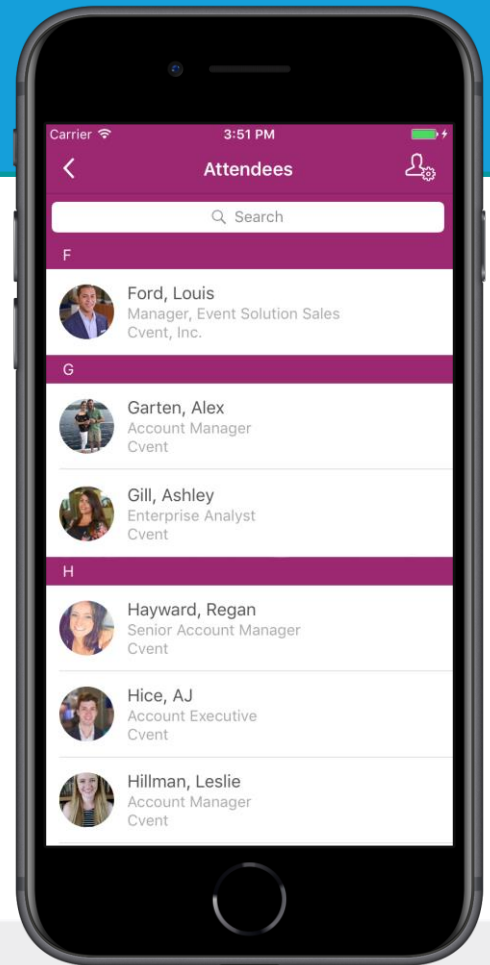 Carrier 3:51 PM
Attendees
Search
F
Ford, Louis
Manager, Event Solution Sales
Cvent, Inc.
G
Garten, Alex
Account Manager
Cvent
Gill, Ashley
Enterprise Analyst
Cvent
H
Hayward, Regan
Senior Account Manager
Cvent
Hice, AJ
Account Executive
Cvent
Hillman, Leslie
Account Manager
Cvent